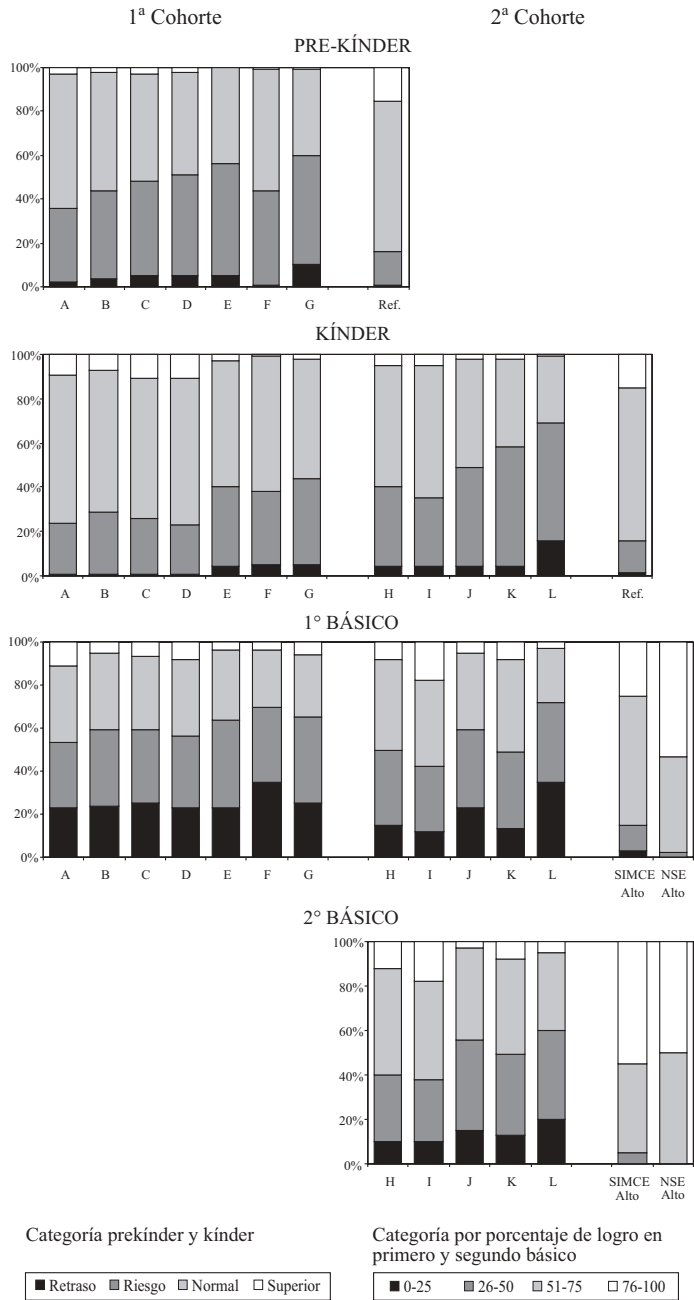 1ª Cohorte 2ª Cohorte
PRE-KÍNDER
100%
80%
60%
40%
20%
0%
A B C D E F G Ref.
KÍNDER
100%
80%
60%
40%
20%
0%
A B C D E F G H I J K L Ref.
1° BÁSICO
100%
80%
60%
40%
20%
0%
A B C D E F G H I J K L SIMCE NSE
Alto Alto
2° BÁSICO
100%
80%
60%
40%
20%
0%
H I J K L SIMCE NSE
Alto Alto
Categoría prekínder y kínder
Retraso Riesgo Normal Superior
Categoría por porcentaje de logro en
primero y segundo básico
0-25 26-50 51-75 76-100